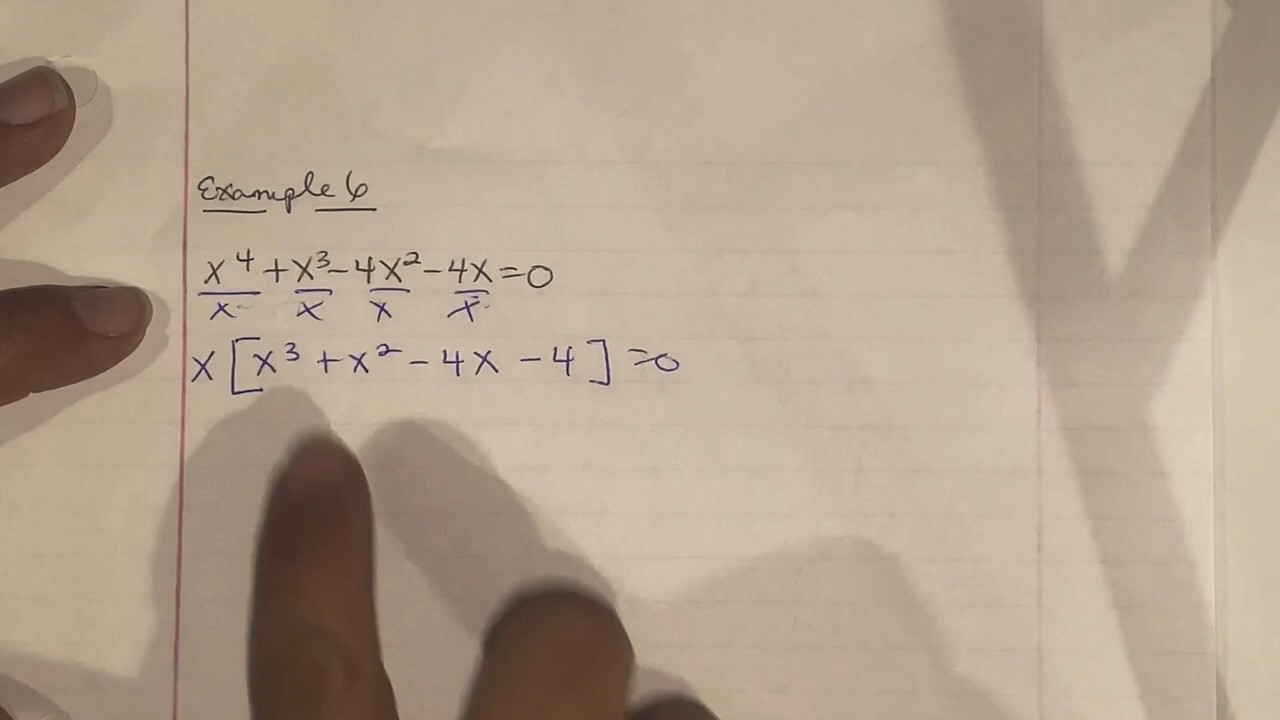 Example 6
x⁴ + x³ - 4x² - 4x = 0
x x x x
x [x³ + x² - 4x - 4] = 0